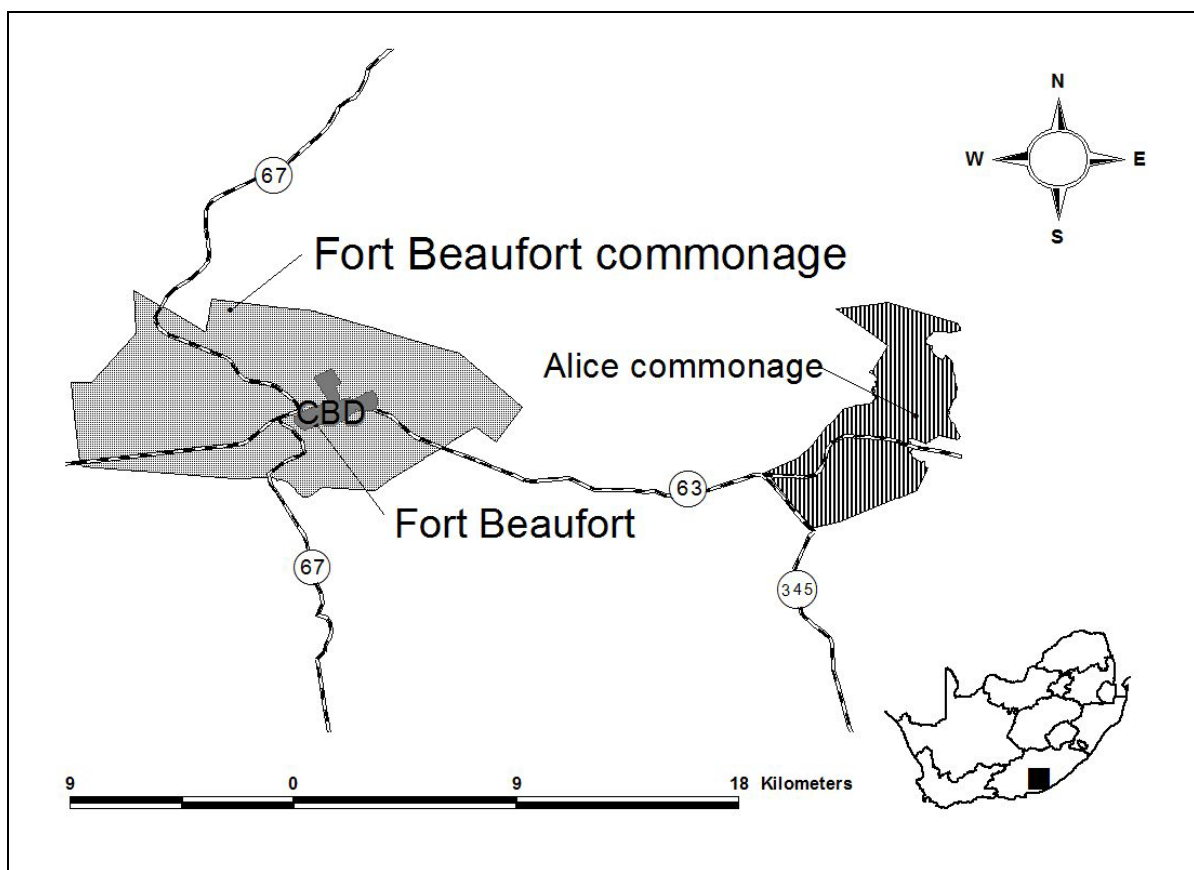 N
67
W
E
S
Fort Beaufort commonage
Alice commonage
CBD
63
Fort Beaufort
67
345
9 0 9 18 Kilometers